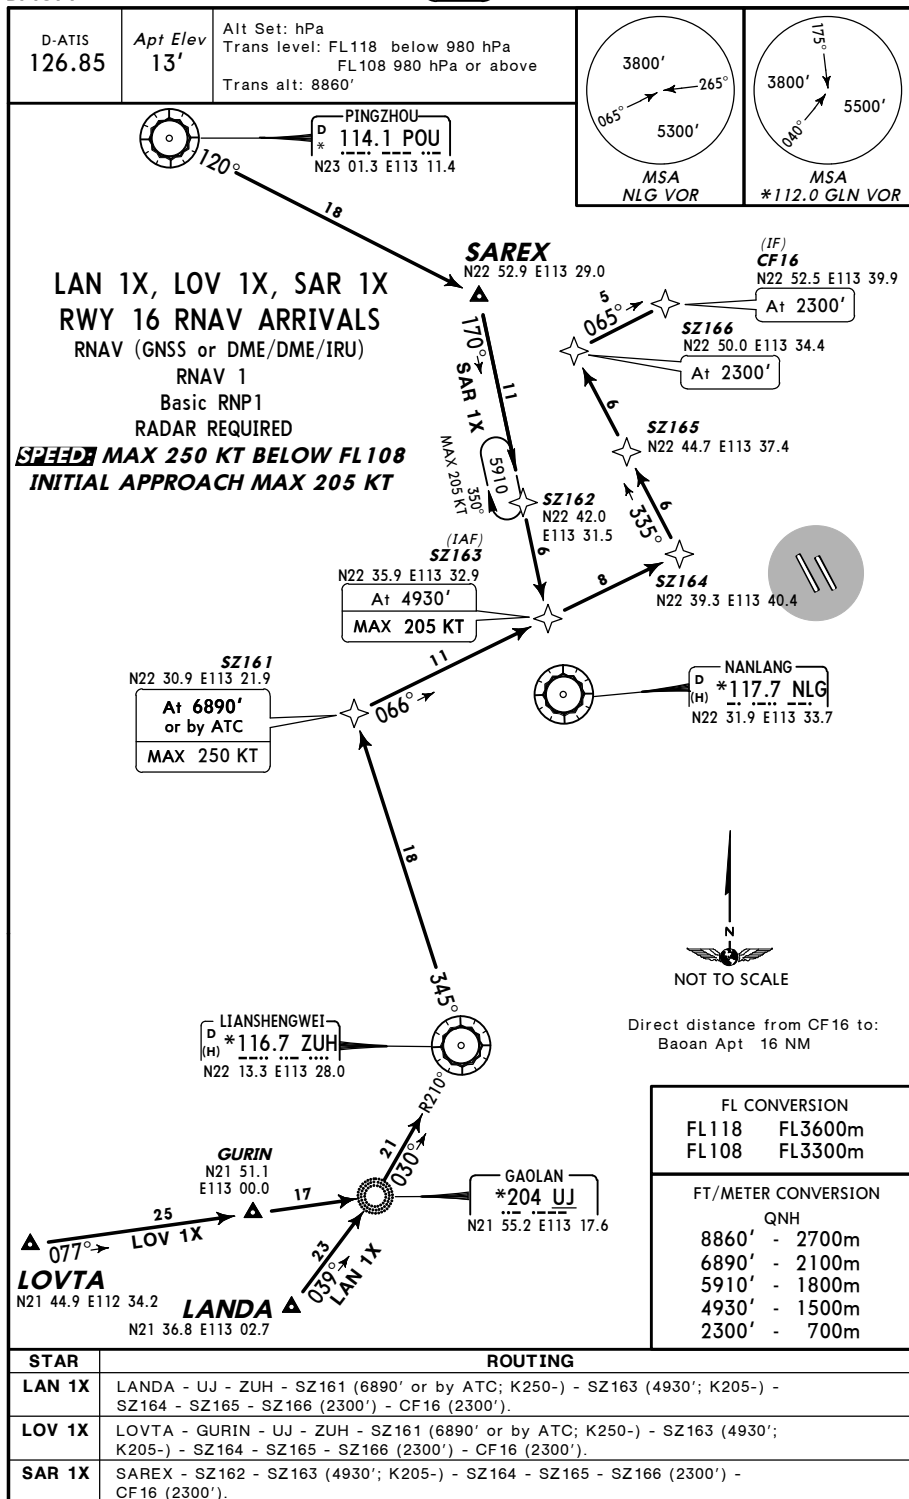 D-ATIS
126.85
Apt Elev
13'
Alt Set: hPa
Trans level: FL118 below 980 hPa
FL108 980 hPa or above
Trans alt: 8860'
3800'
265°
065°
5300'
MSA
NLG VOR
175°
3800'
5500'
040°
MSA
*112.0 GLN VOR
PINGZHOU
D
* 114.1 POU
N23 01.3 E113 11.4
120°
18
SAREX
N22 52.9 E113 29.0
(IF)
CF16
N22 52.5 E113 39.9
At 2300'
5
065°
SZ166
N22 50.0 E113 34.4
At 2300'
LAN 1X, LOV 1X, SAR 1X
RWY 16 RNAV ARRIVALS
RNAV (GNSS or DME/DME/IRU)
RNAV 1
Basic RNP1
RADAR REQUIRED
SPEED: MAX 250 KT BELOW FL108
INITIAL APPROACH MAX 205 KT
170°
SAR 1X
11
6
SZ165
N22 44.7 E113 37.4
MAX 205 KT
350°
5910
SZ162
N22 42.0
E113 31.5
6
335°
6
(IAF)
SZ163
N22 35.9 E113 32.9
At 4930'
MAX 205 KT
8
SZ164
N22 39.3 E113 40.4
SZ161
N22 30.9 E113 21.9
At 6890'
or by ATC
MAX 250 KT
11
066°
NANLANG
D
(H) *117.7 NLG
N22 31.9 E113 33.7
18
N
NOT TO SCALE
345°
LIANSHENGWEI
D
(H) *116.7 ZUH
N22 13.3 E113 28.0
Direct distance from CF16 to:
Baoan Apt 16 NM
R210°
21
030°
GURIN
N21 51.1
E113 00.0
17
GAOLAN
*204 UJ
N21 55.2 E113 17.6
25
077°
LOV 1X
LOVTA
N21 44.9 E112 34.2
23
039°
LAN 1X
LANDA
N21 36.8 E113 02.7
FL CONVERSION
FL118 FL3600m
FL108 FL3300m
FT/METER CONVERSION
QNH
8860' - 2700m
6890' - 2100m
5910' - 1800m
4930' - 1500m
2300' - 700m
STAR ROUTING
LAN 1X LANDA - UJ - ZUH - SZ161 (6890' or by ATC; K250-) - SZ163 (4930'; K205-) -
SZ164 - SZ165 - SZ166 (2300') - CF16 (2300').
LOV 1X LOVTA - GURIN - UJ - ZUH - SZ161 (6890' or by ATC; K250-) - SZ163 (4930';
K205-) - SZ164 - SZ165 - SZ166 (2300') - CF16 (2300').
SAR 1X SAREX - SZ162 - SZ163 (4930'; K205-) - SZ164 - SZ165 - SZ166 (2300') -
CF16 (2300').